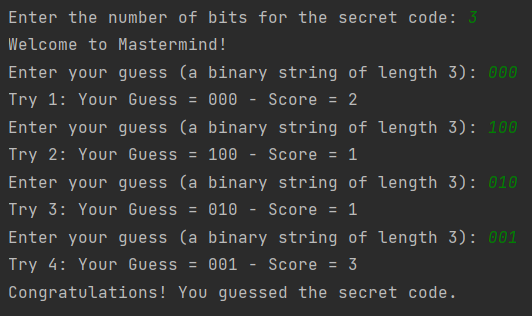 Enter the number of bits for the secret code: 3
Welcome to Mastermind!
Enter your guess (a binary string of length 3): 000
Try 1: Your Guess = 000 - Score = 2
Enter your guess (a binary string of length 3): 100
Try 2: Your Guess = 100 - Score = 1
Enter your guess (a binary string of length 3): 010
Try 3: Your Guess = 010 - Score = 1
Enter your guess (a binary string of length 3): 001
Try 4: Your Guess = 001 - Score = 3
Congratulations! You guessed the secret code.